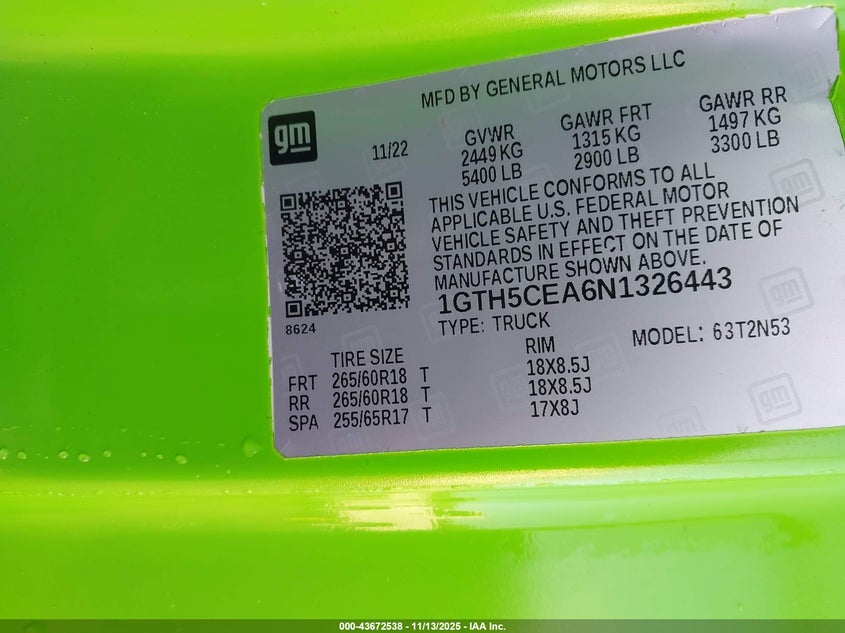 MFD BY GENERAL MOTORS LLC
gm
11/22
GVWR
2449 KG
5400 LB
GAWR FRT
1315 KG
2900 LB
GAWR RR
1497 KG
3300 LB
THIS VEHICLE CONFORMS TO ALL
APPLICABLE U.S. FEDERAL MOTOR
VEHICLE SAFETY AND THEFT PREVENTION
STANDARDS IN EFFECT ON THE DATE OF
MANUFACTURE SHOWN ABOVE.
1GTH5CEA6N1326443
8624
TYPE: TRUCK
MODEL: 63T2N53
TIRE SIZE
RIM
FRT 265/60R18 T 18X8.5J
RR 265/60R18 T 18X8.5J
SPA 255/65R17 T 17X8J
000-43672538 - 11/13/2025 - IAA Inc.